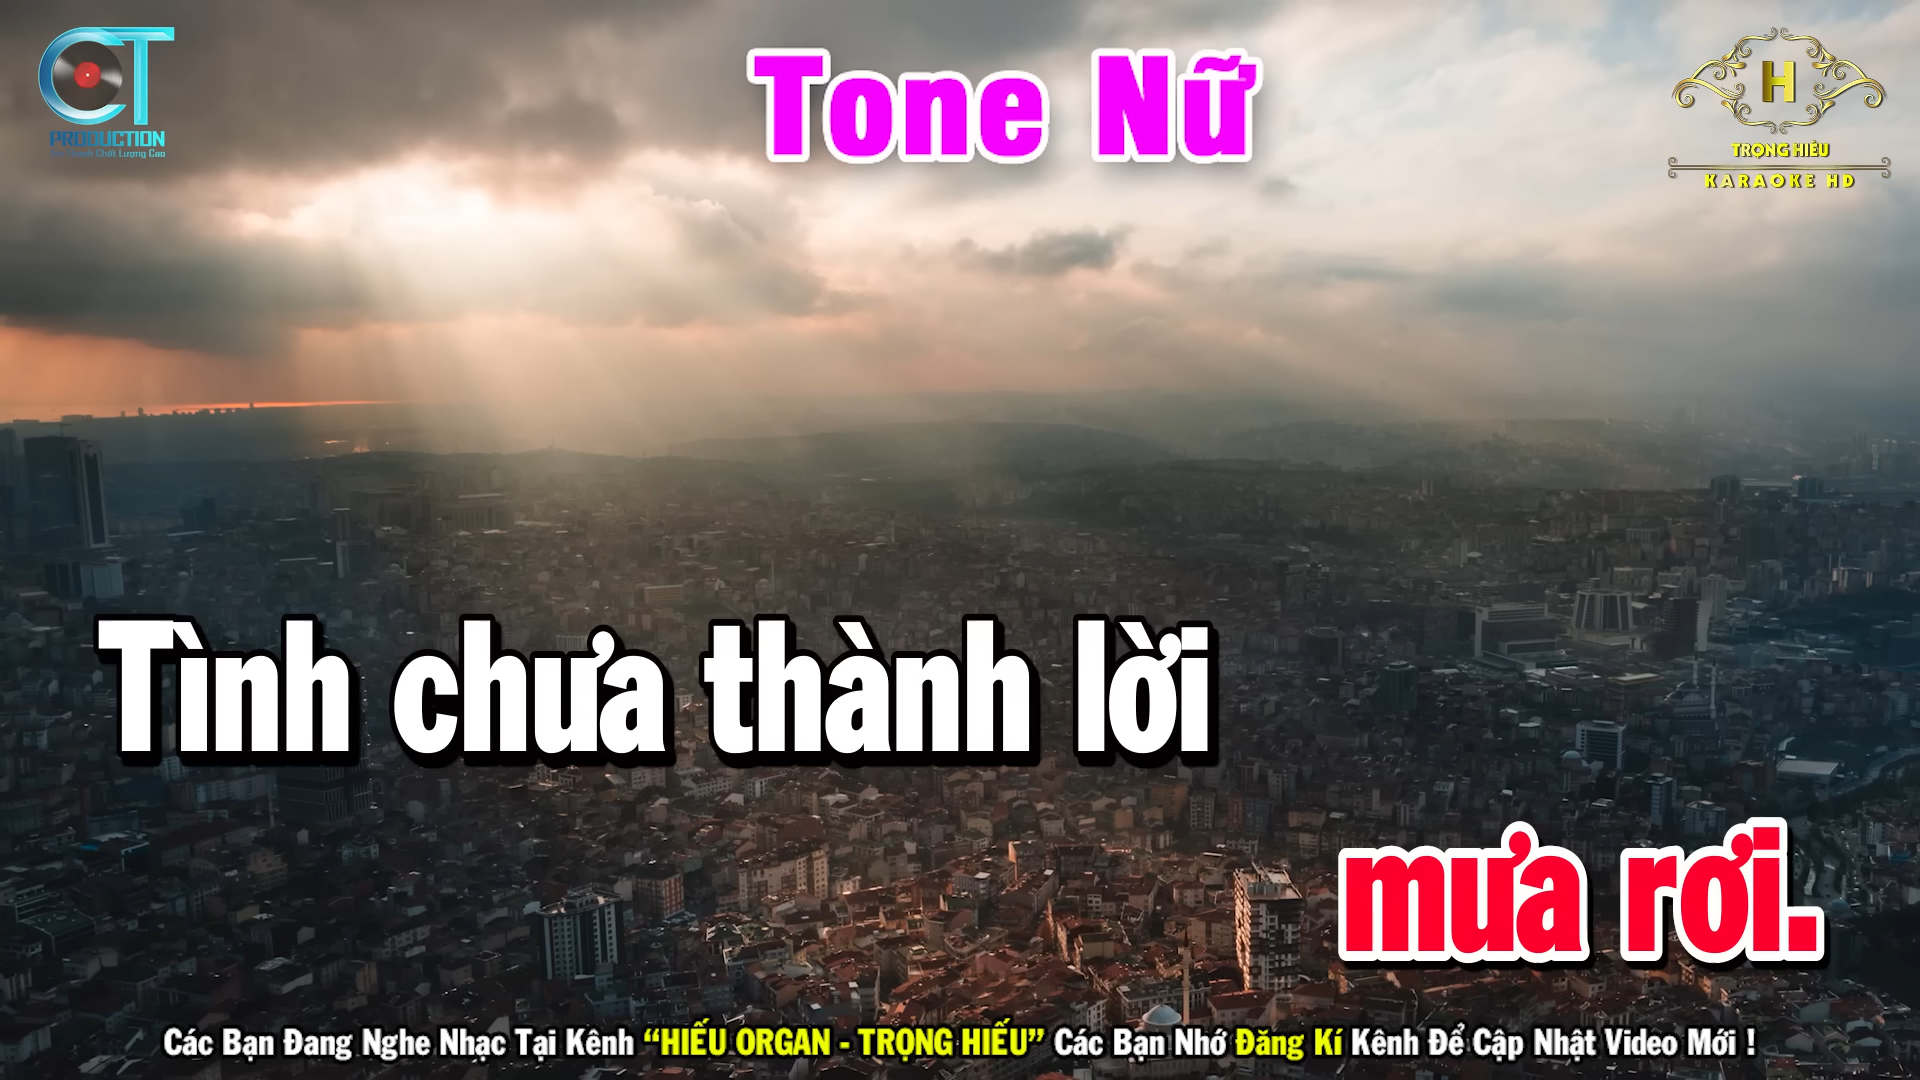 CT
PRODUCTION
Tone Nữ
H
TRỌNG HIẾU
KARAOKE HD
Tình chưa thành lời
mưa rơi.
Các Bạn Đang Nghe Nhạc Tại Kênh “HIẾU ORGAN - TRỌNG HIẾU” Các Bạn Nhớ Đăng Kí Kênh Để Cập Nhật Video Mới !